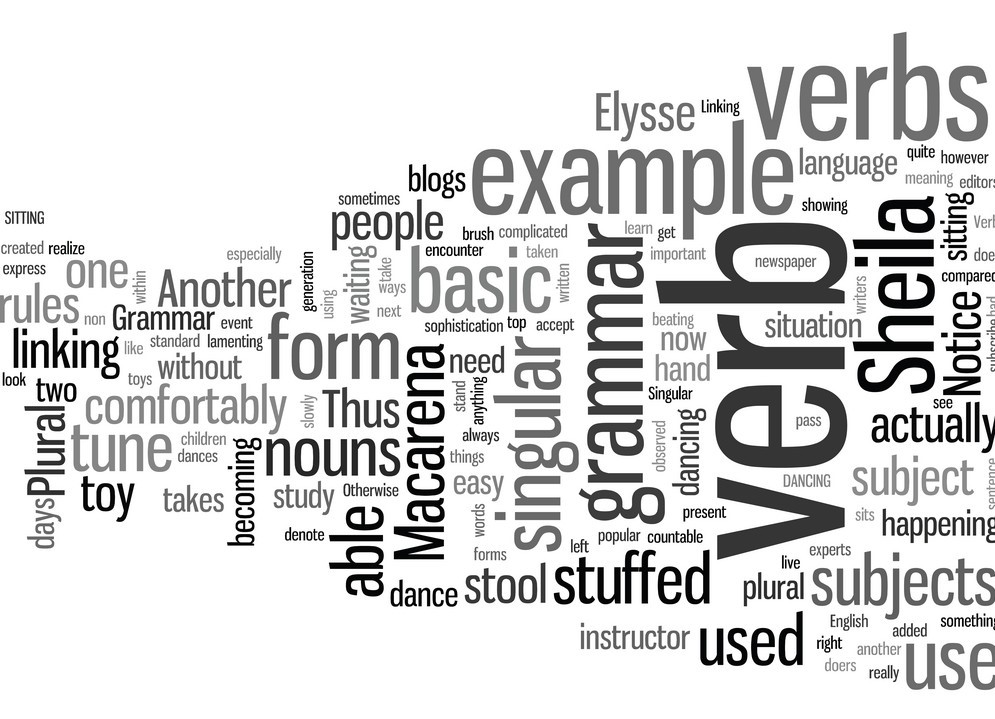 verbs
Elysse
Linking
example
language
quite
however
meaning
editors
blogs
sometimes
people
showing
SITTING
created
realize
brush
complicated
learn
get
verb
Sheila
sitting
especially
encounter
taken
important
newspaper
express
one
within
Another
generation
using
waiting
take
ways
next
basic
written
grammar
writers
compared
rules
non
Grammar
event
sophistication
top
accept
beating
now
situation
Notice
linking
like
standard
lamenting
form
without
need
singular
hand
look
two
toys
Macarena
stand
anything
Singular
see
Plural
comfortably
slowly
Thus
always
observed
dancing
pass
actually
tune
children
dances
becoming
nouns
things
DANCING
subject
toy
takes
study
Otherwise
easy
present
sits
happening
days
denote
able
words
forms
left
popular
countable
experts
dance
stool
stuffed
live
plural
subjects
instructor
used
English
added
something
right
another
doers
really
use